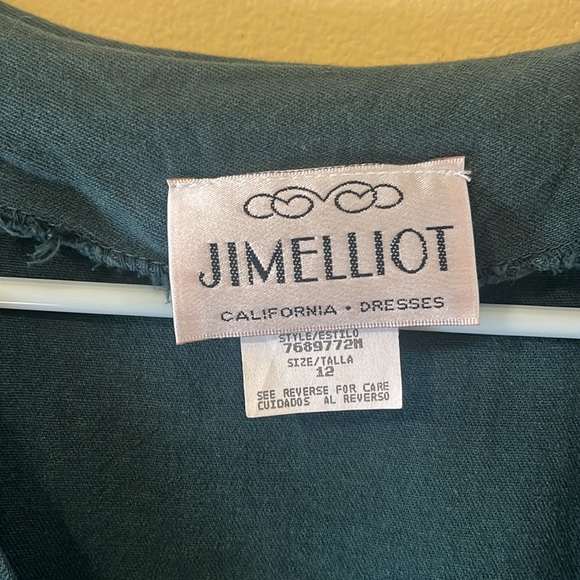 JIMELLIOT
CALIFORNIA • DRESSES
STYLE/ESTILO
7689772M
SIZE/TALLA
12
SEE REVERSE FOR CARE
CUIDADOS AL REVERSO